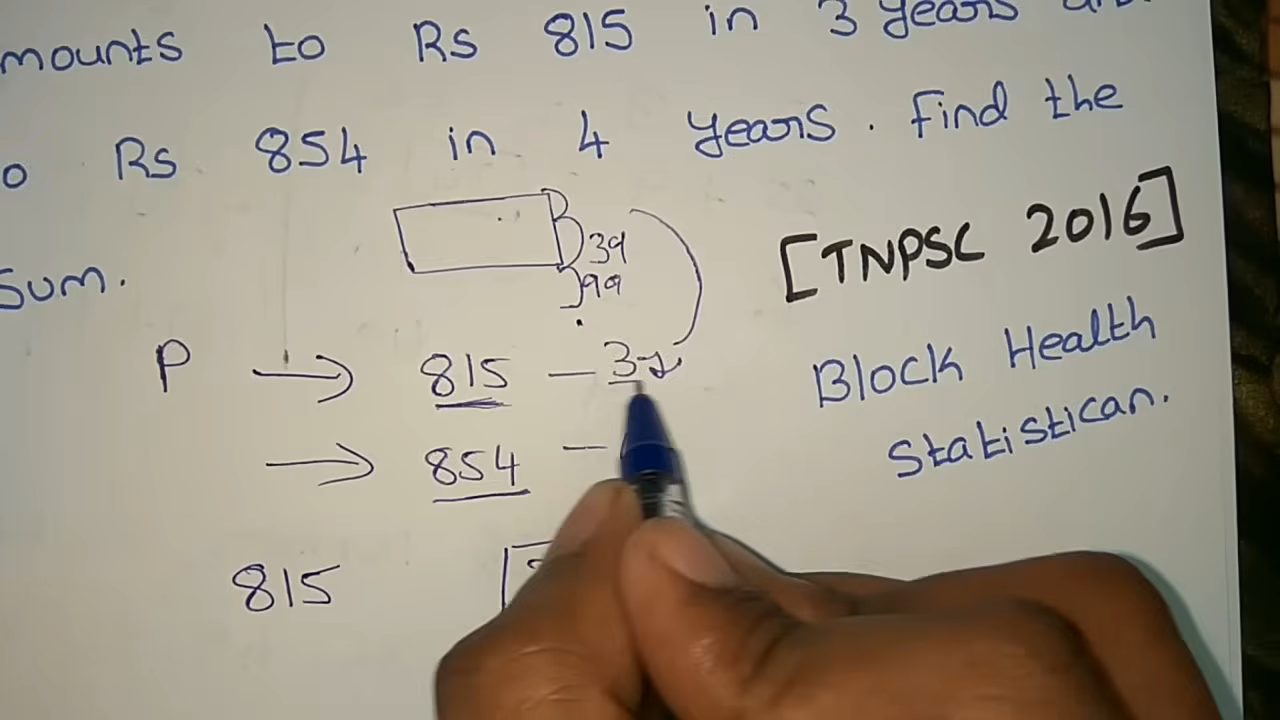 mounts to Rs 815 in 3 years
o Rs 854 in 4 years. Find the
Sum.
[TNPSC 2016]
Block Health
Statistican.
39
P → 815 –
→ 854 –
815